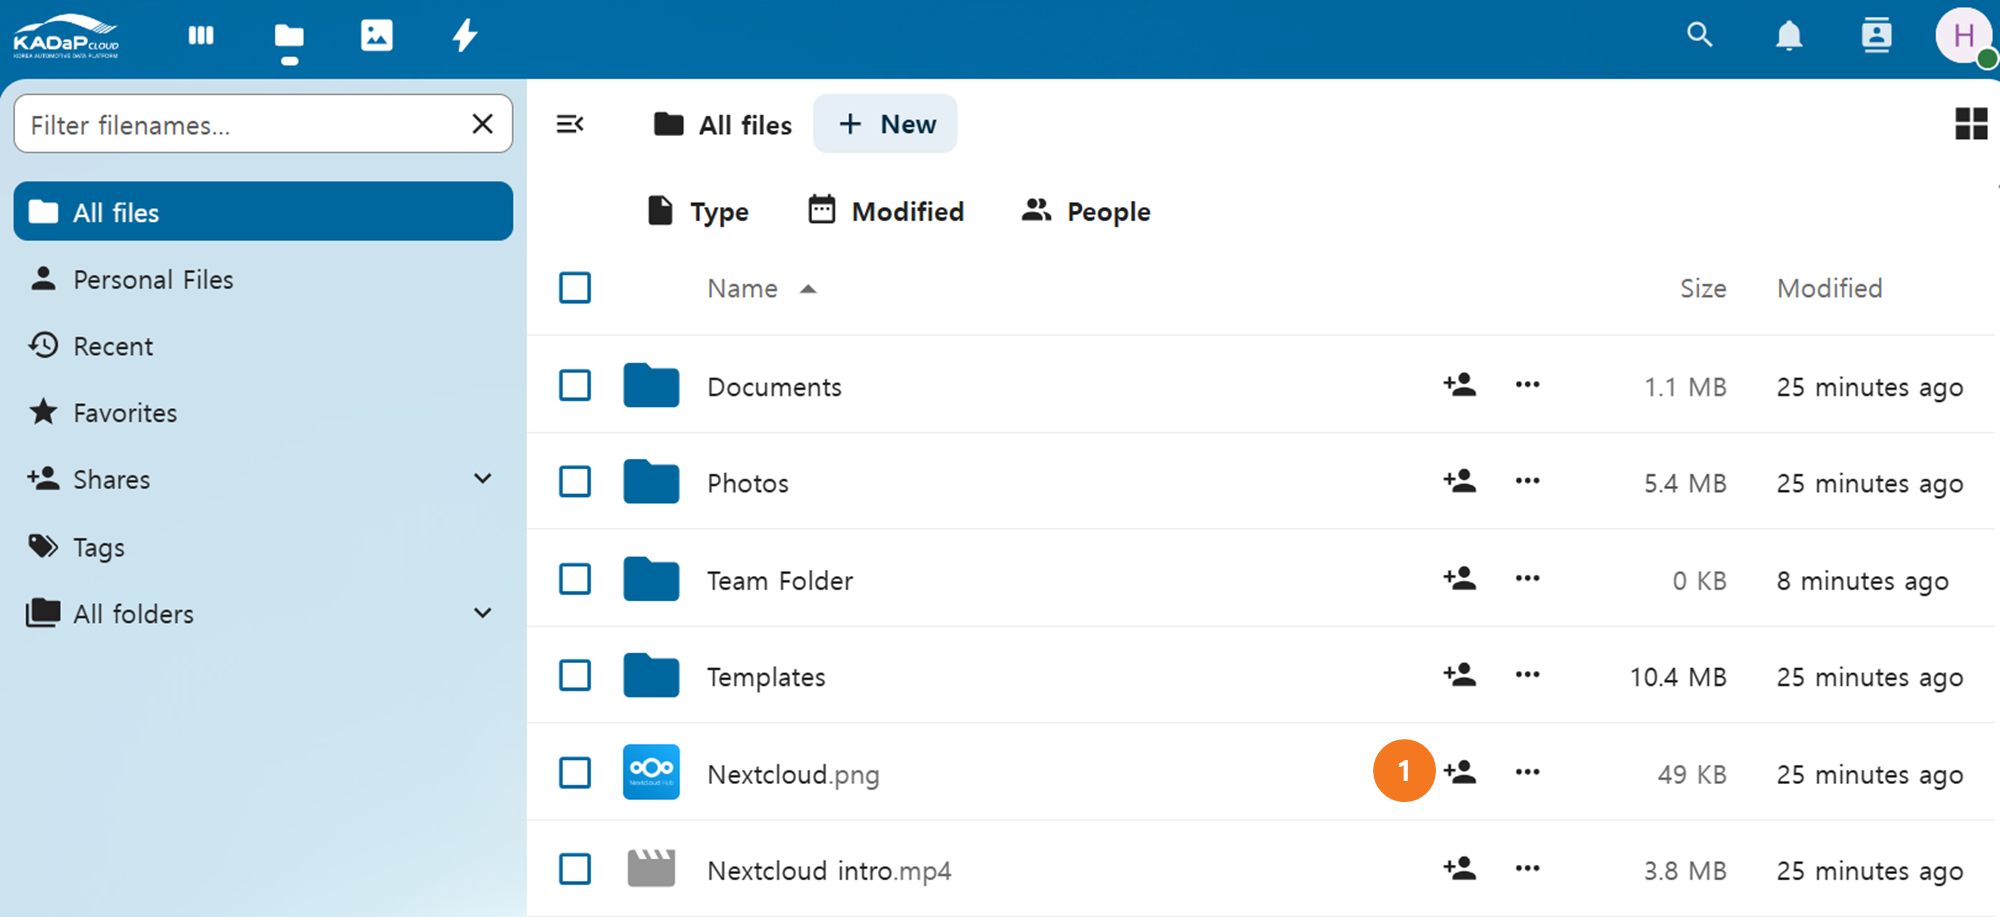 KADaP CLOUD
KOREA AUTOMOTIVE DATA PLATFORM
H
Filter filenames...
All files
Personal Files
Recent
Favorites
Shares
Tags
All folders
All files
+ New
Type
Modified
People
Name
Size
Modified
Documents
1.1 MB
25 minutes ago
Photos
5.4 MB
25 minutes ago
Team Folder
0 KB
8 minutes ago
Templates
10.4 MB
25 minutes ago
Nextcloud Hub
Nextcloud.png
1
49 KB
25 minutes ago
Nextcloud intro.mp4
3.8 MB
25 minutes ago